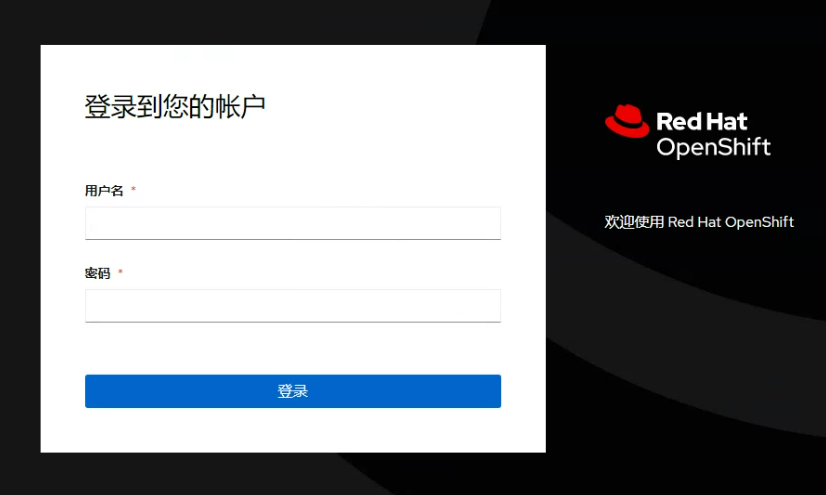 登录到您的帐户
用户名 *
密码 *
登录
Red Hat
OpenShift
欢迎使用 Red Hat OpenShift